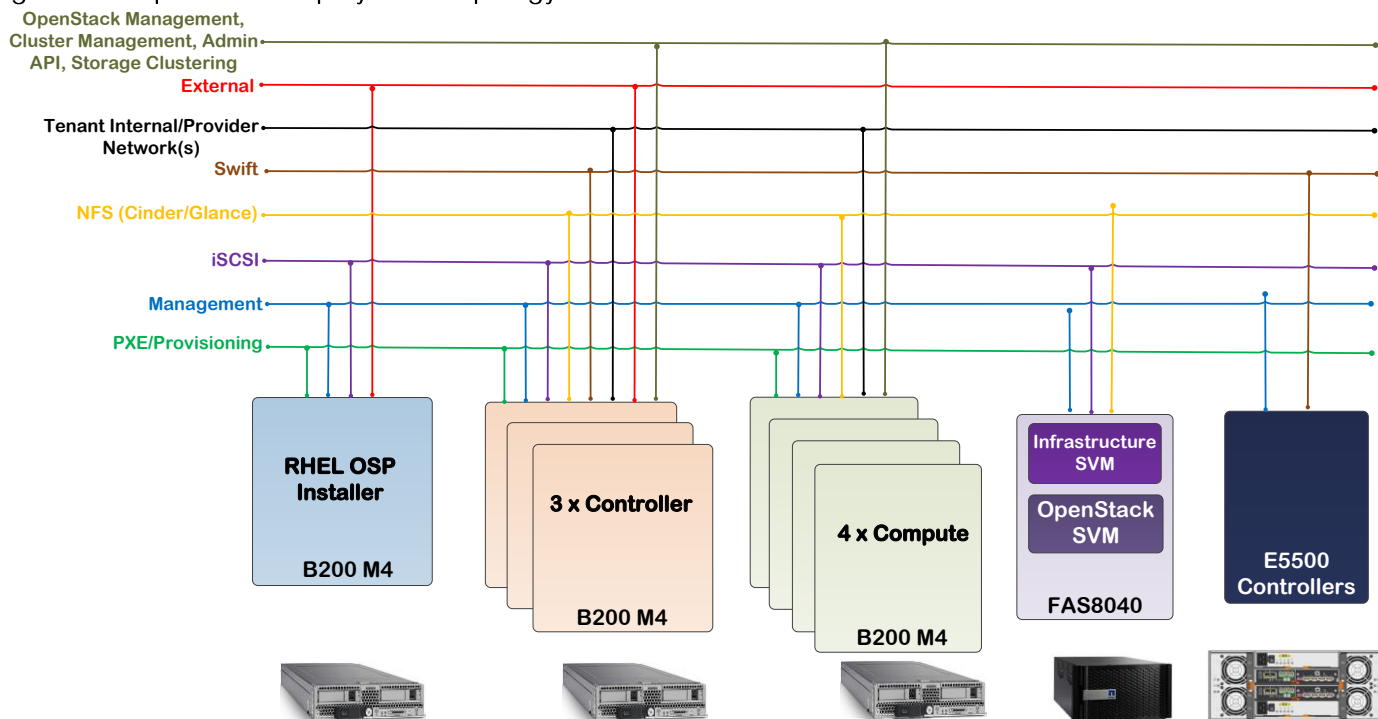 OpenStack Management,
Cluster Management, Admin
API, Storage Clustering
External
Tenant Internal/Provider
Network(s)
Swift
NFS (Cinder/Glance)
iSCSI
Management
PXE/Provisioning
RHEL OSP
Installer
B200 M4
3 x Controller
B200 M4
4 x Compute
B200 M4
Infrastructure
SVM
OpenStack
SVM
FAS8040
E5500
Controllers